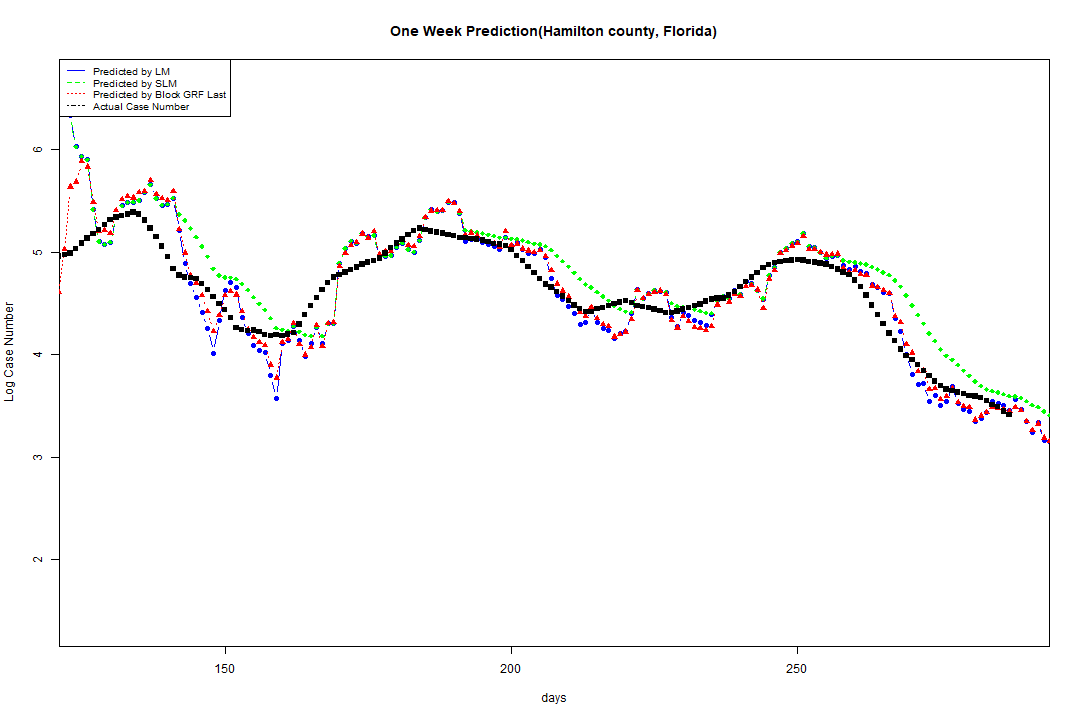 One Week Prediction(Hamilton county, Florida)
Predicted by LM
Predicted by SLM
Predicted by Block GRF Last
Actual Case Number
6
5
4
3
2
Log Case Number
150
200
250
days